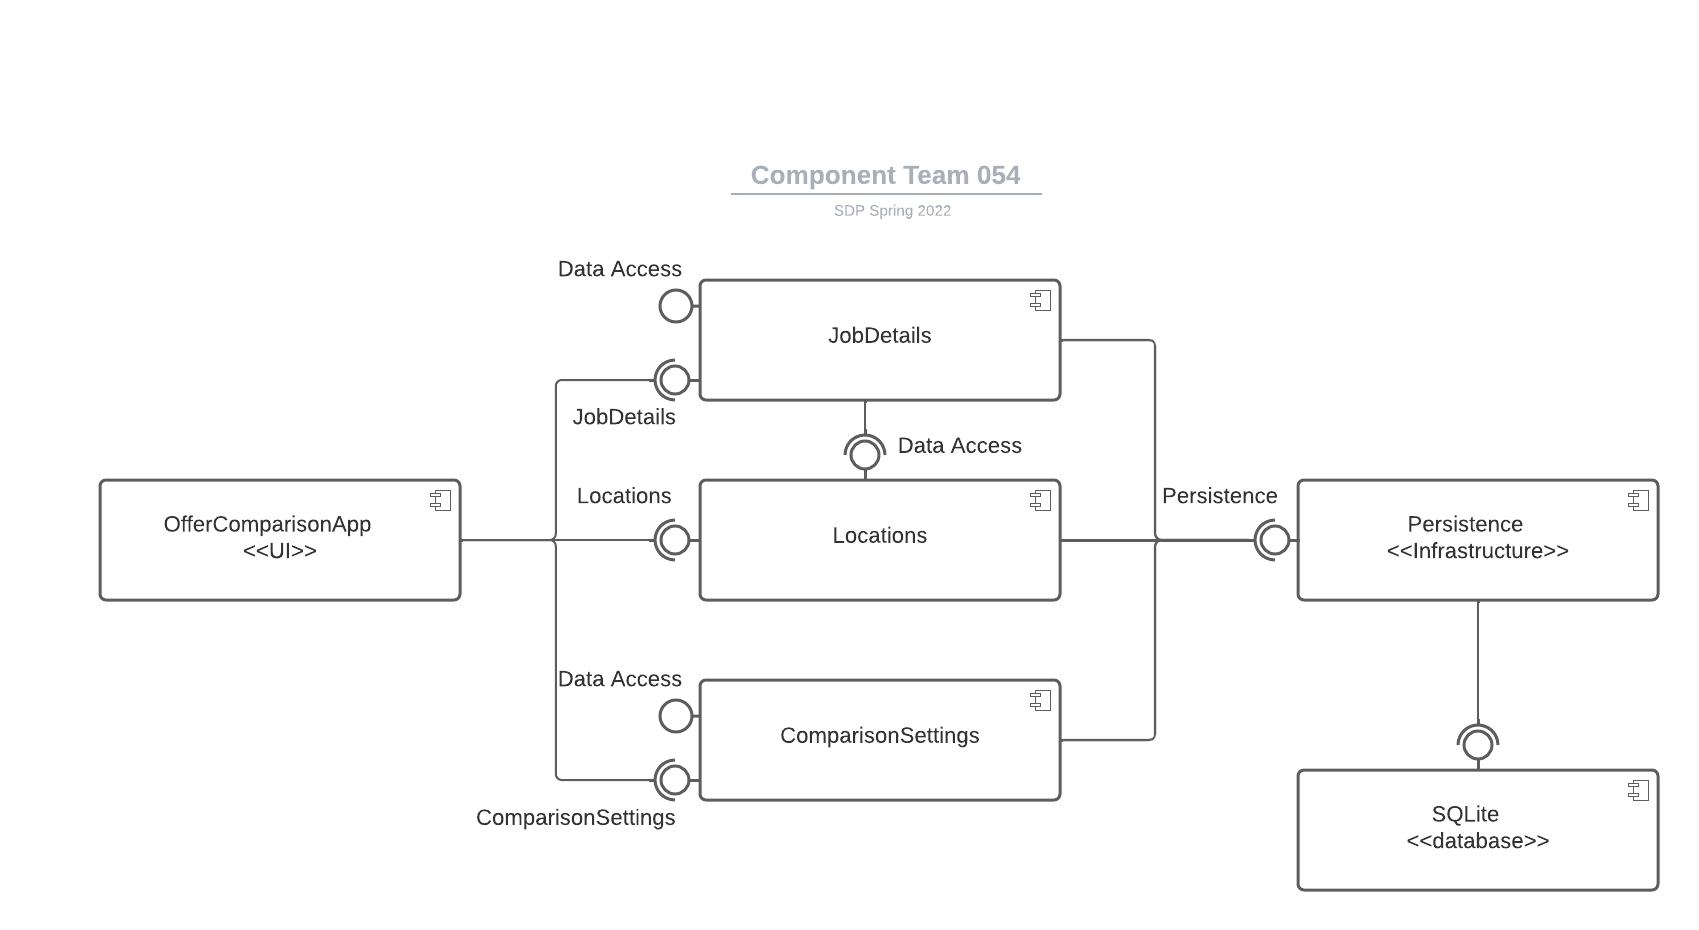 Component Team 054
SDP Spring 2022
Data Access
JobDetails
JobDetails
Data Access
OfferComparisonApp
<<UI>>
Locations
Locations
Persistence
Persistence
<<Infrastructure>>
Data Access
ComparisonSettings
ComparisonSettings
SQLite
<<database>>